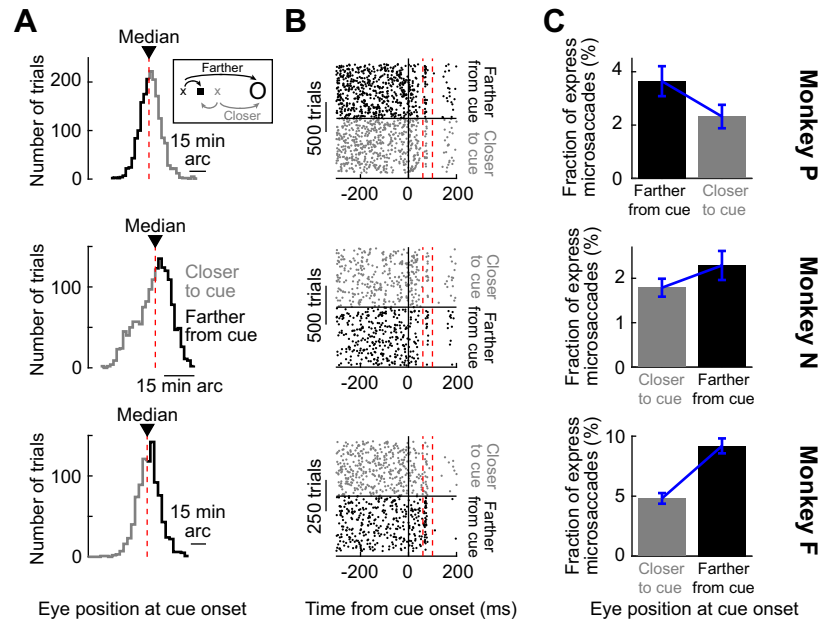 A
B
C
Median
Number of trials
200
100
0
Farther
x
x
O
Closer
15 min
arc
500 trials
Farther
from cue
Closer
to cue
-200
0
200
Fraction of express
microsaccades (%)
4
2
0
Farther
from cue
Closer
to cue
Monkey P
Median
Number of trials
100
0
Closer
to cue
Farther
from cue
15 min arc
500 trials
Closer
to cue
Farther
from cue
-200
0
200
Fraction of express
microsaccades (%)
2
1
0
Closer
to cue
Farther
from cue
Monkey N
Median
Number of trials
100
0
15 min
arc
250 trials
Closer
to cue
Farther
from cue
-200
0
200
Fraction of express
microsaccades (%)
10
5
0
Closer
to cue
Farther
from cue
Monkey F
Eye position at cue onset
Time from cue onset (ms)
Eye position at cue onset